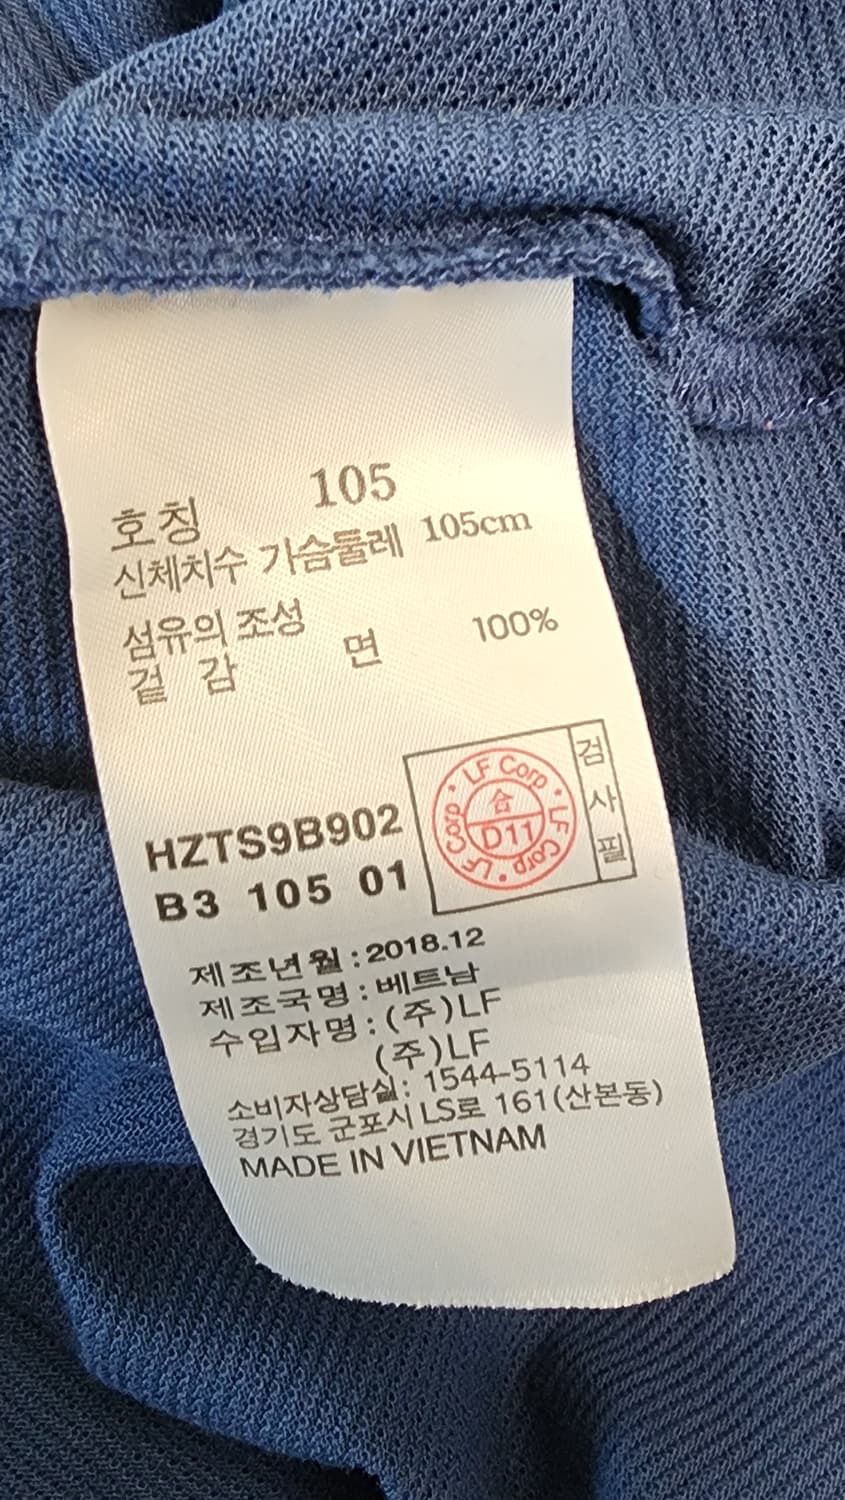 호칭 105
신체치수 가슴둘레 105cm
섬유의 조성
겉 감 면 100%
HZTS9B902
B3 105 01
LF Corp · LF Corp · LF Corp ·
合
D11
검사필
제조년월:2018.12
제조국명:베트남
수입자명:(주)LF
(주)LF
소비자상담실: 1544-5114
경기도 군포시 LS로 161(산본동)
MADE IN VIETNAM